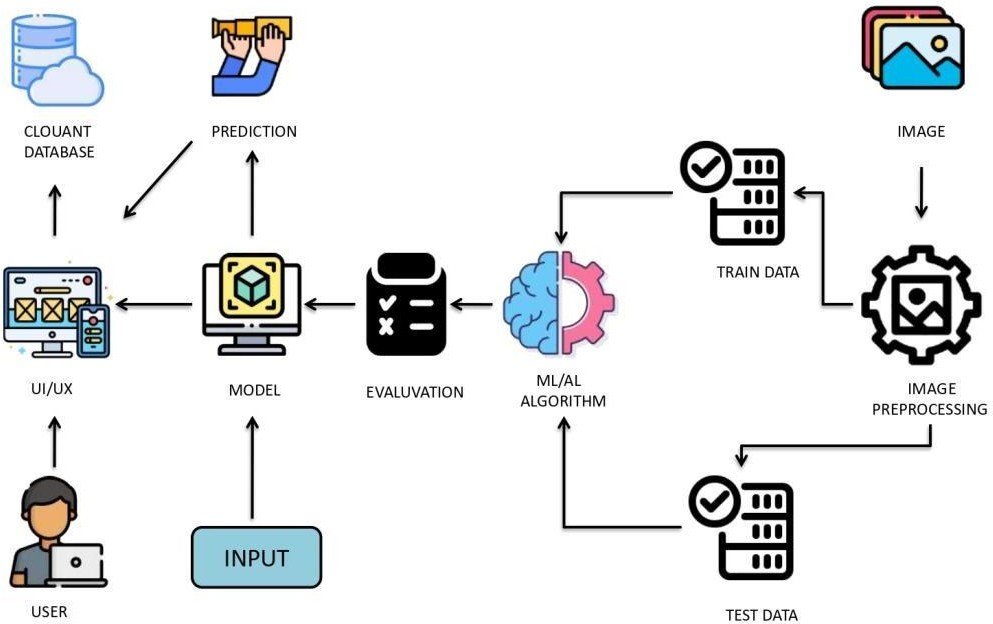 CLOUANT
DATABASE
PREDICTION
IMAGE
TRAIN DATA
UI/UX
MODEL
EVALUVATION
ML/AL
ALGORITHM
IMAGE
PREPROCESSING
INPUT
USER
TEST DATA